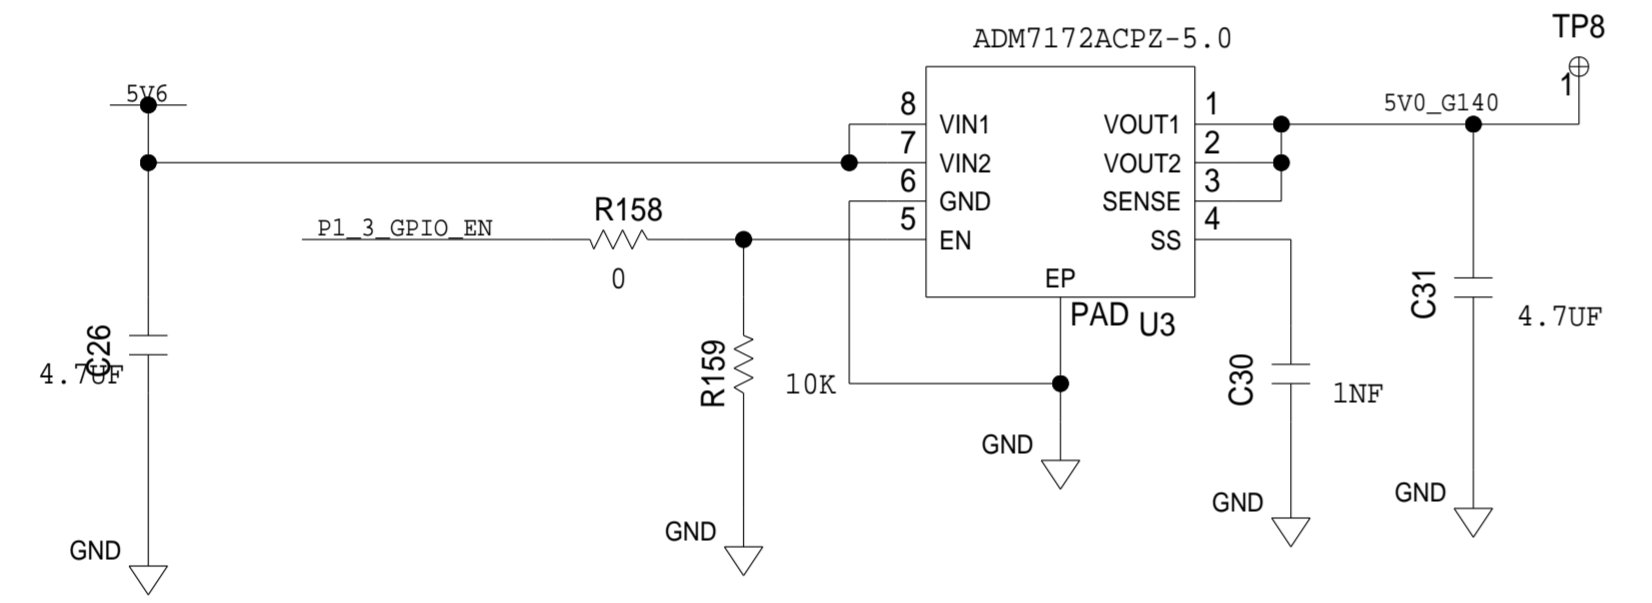 TP8
ADM7172ACPZ-5.0
1
5V6
5V0_G140
8
VIN1
VOUT1
1
7
VIN2
VOUT2
2
6
GND
SENSE
3
P1_3_GPIO_EN
R158
0
5
EN
SS
4
EP
PAD
U3
C26
4.7UF
R159
10K
C30
1NF
C31
4.7UF
GND
GND
GND
GND
GND